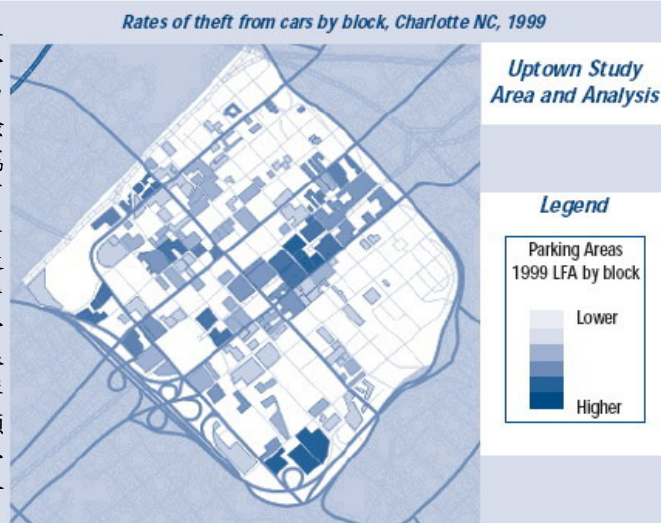 Rates of theft from cars by block, Charlotte NC, 1999
Uptown Study
Area and Analysis
Legend
Parking Areas
1999 LFA by block
Lower
Higher